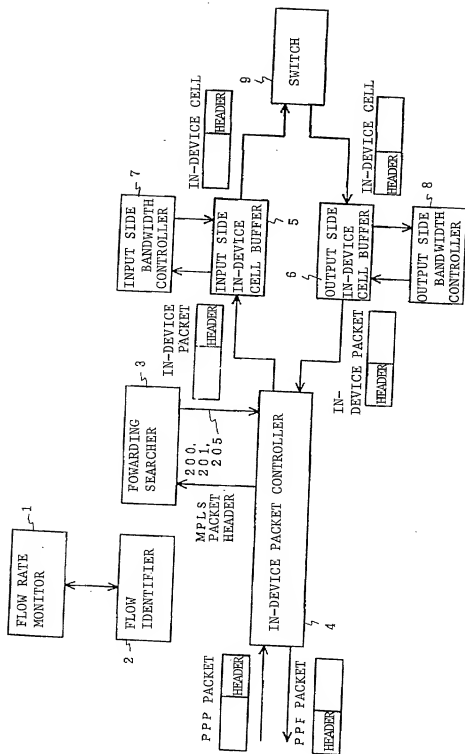 FLOW RATE
MONITOR
1
FLOW
IDENTIFIER
2
FOWARDING
SEARCHER
3
MPLS
PACKET
HEADER
200,
201,
205
PPP PACKET
HEADER
PPF PACKET
HEADER
IN-DEVICE PACKET CONTROLLER
4
IN-DEVICE
PACKET
HEADER
INPUT SIDE
BANDWIDTH
CONTROLLER
7
INPUT SIDE
IN-DEVICE
CELL BUFFER
5
IN-DEVICE CELL
HEADER
SWITCH
9
IN-DEVICE CELL
HEADER
OUTPUT SIDE
IN-DEVICE
CELL BUFFER
6
OUTPUT SIDE
BANDWIDTH
CONTROLLER
8
IN-
DEVICE PACKET
HEADER